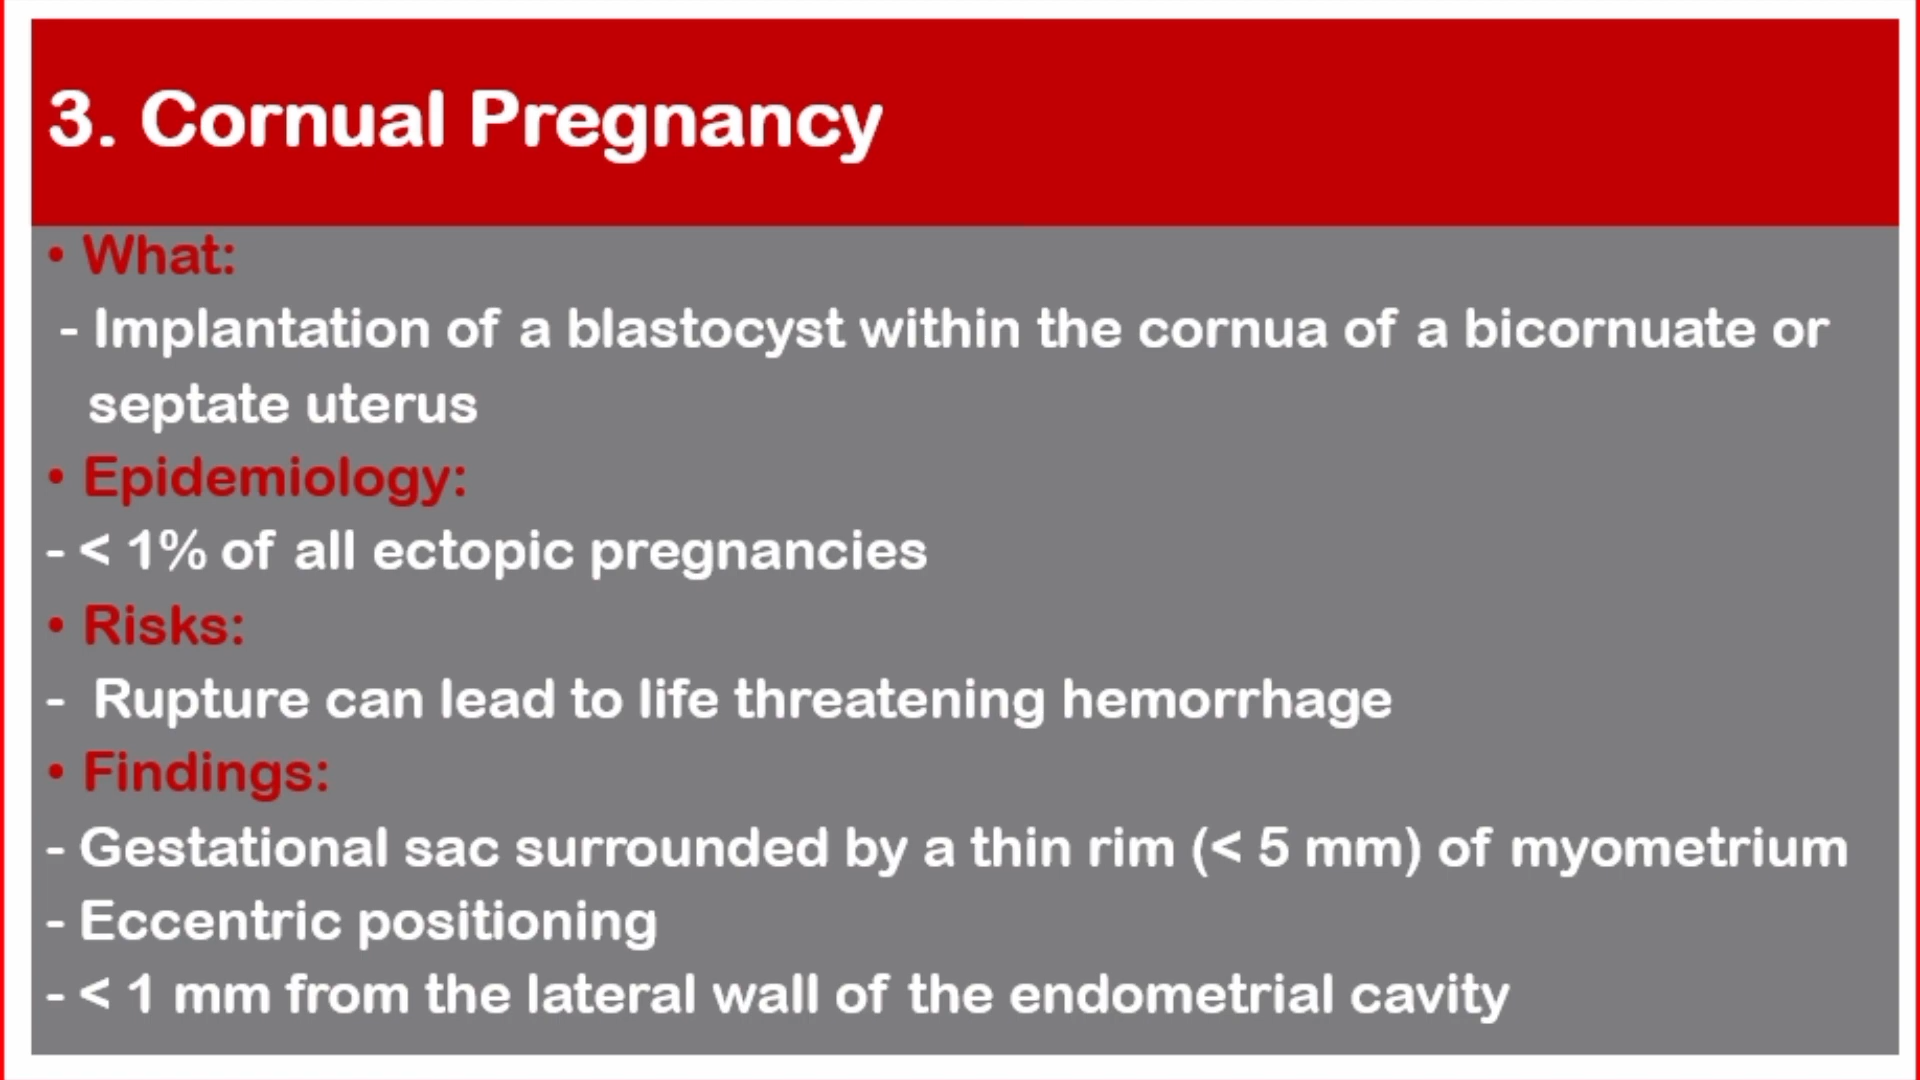 3. Cornual Pregnancy
• What:
- Implantation of a blastocyst within the cornua of a bicornuate or
septate uterus
• Epidemiology:
- < 1% of all ectopic pregnancies
• Risks:
- Rupture can lead to life threatening hemorrhage
• Findings:
- Gestational sac surrounded by a thin rim (< 5 mm) of myometrium
- Eccentric positioning
- < 1 mm from the lateral wall of the endometrial cavity